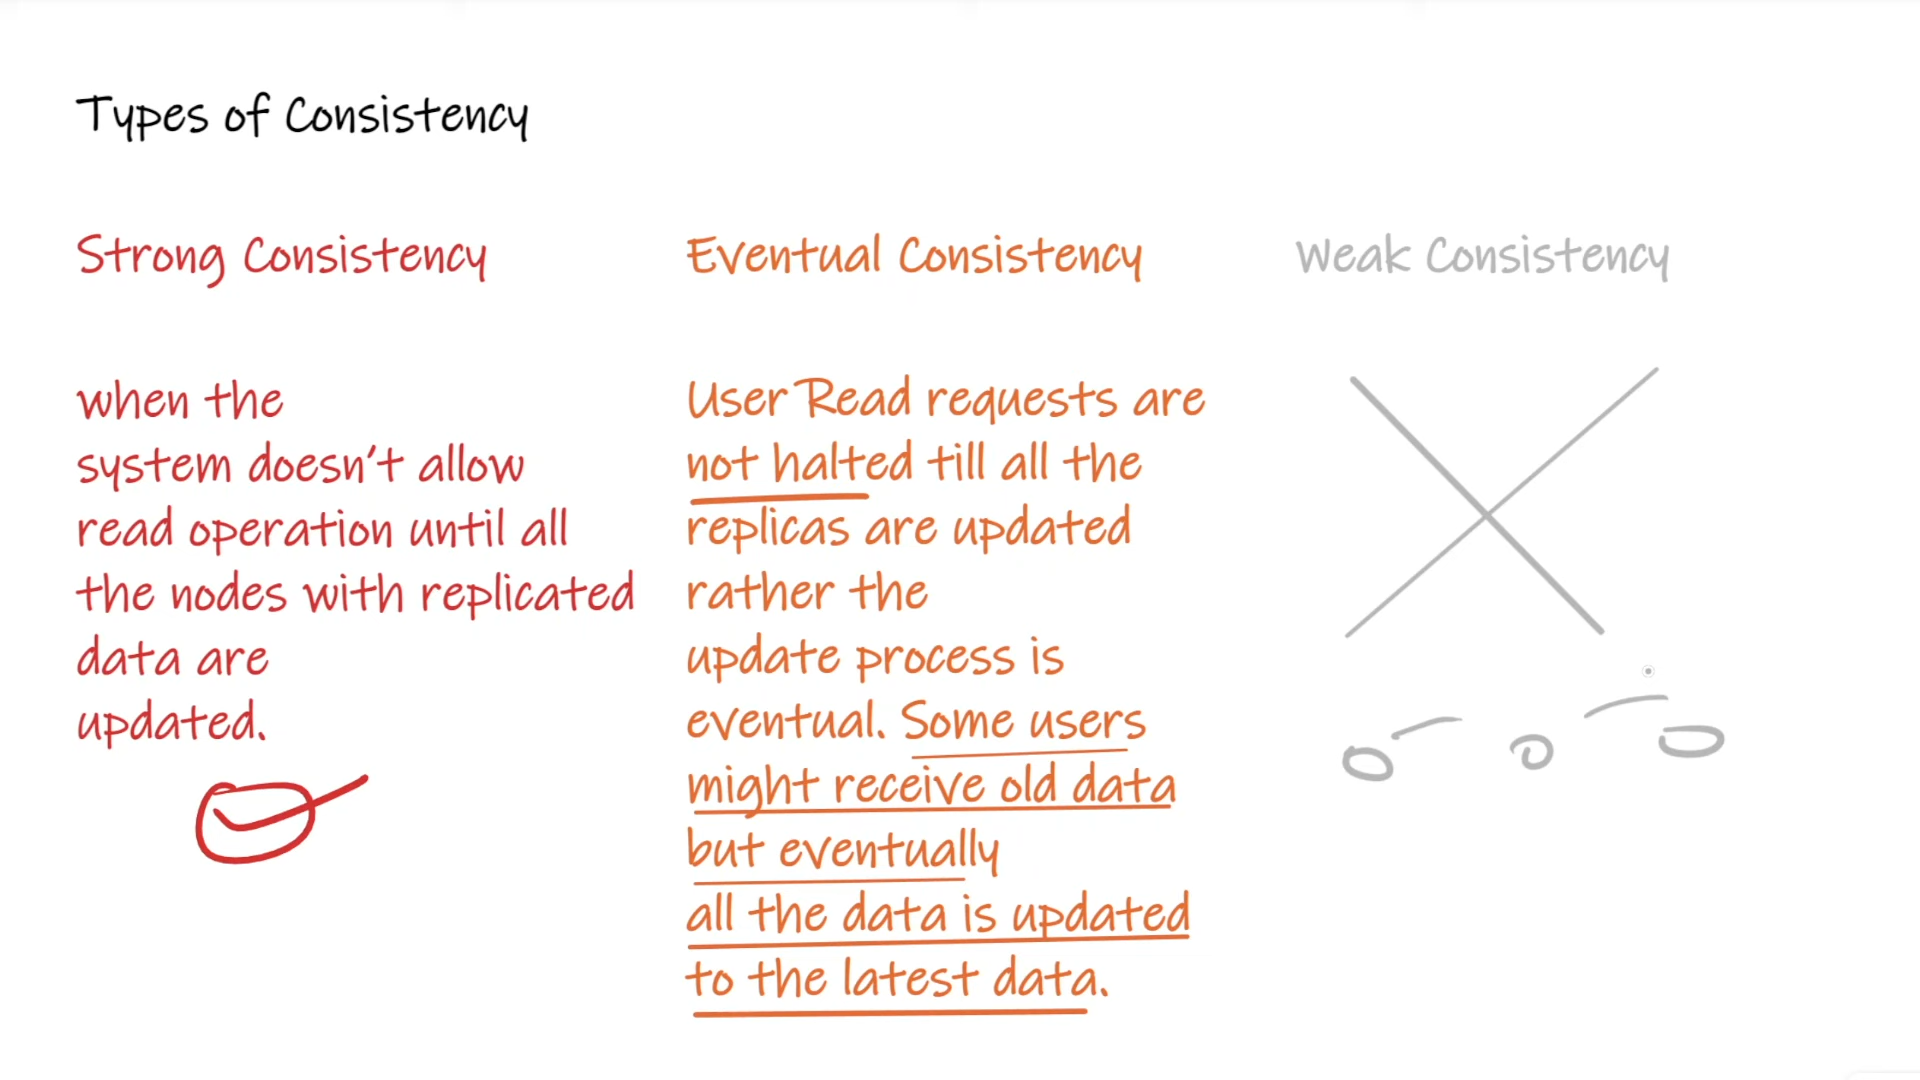 Types of Consistency
Strong Consistency
when the
system doesn't allow
read operation until all
the nodes with replicated
data are
updated.
Eventual Consistency
User Read requests are
not halted till all the
replicas are updated
rather the
update process is
eventual. Some users
might receive old data
but eventually
all the data is updated
to the latest data.
Weak Consistency